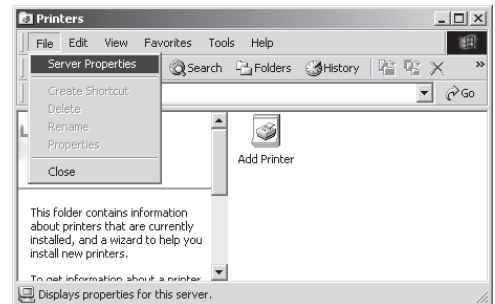 Printers
File Edit View Favorites Tools Help
Server Properties
Search Folders History
Create Shortcut
Go
Delete
Rename
Properties
Close
Add Printer
This folder contains information
about printers that are currently
installed, and a wizard to help you
install new printers.
To get information about a printer
Displays properties for this server.